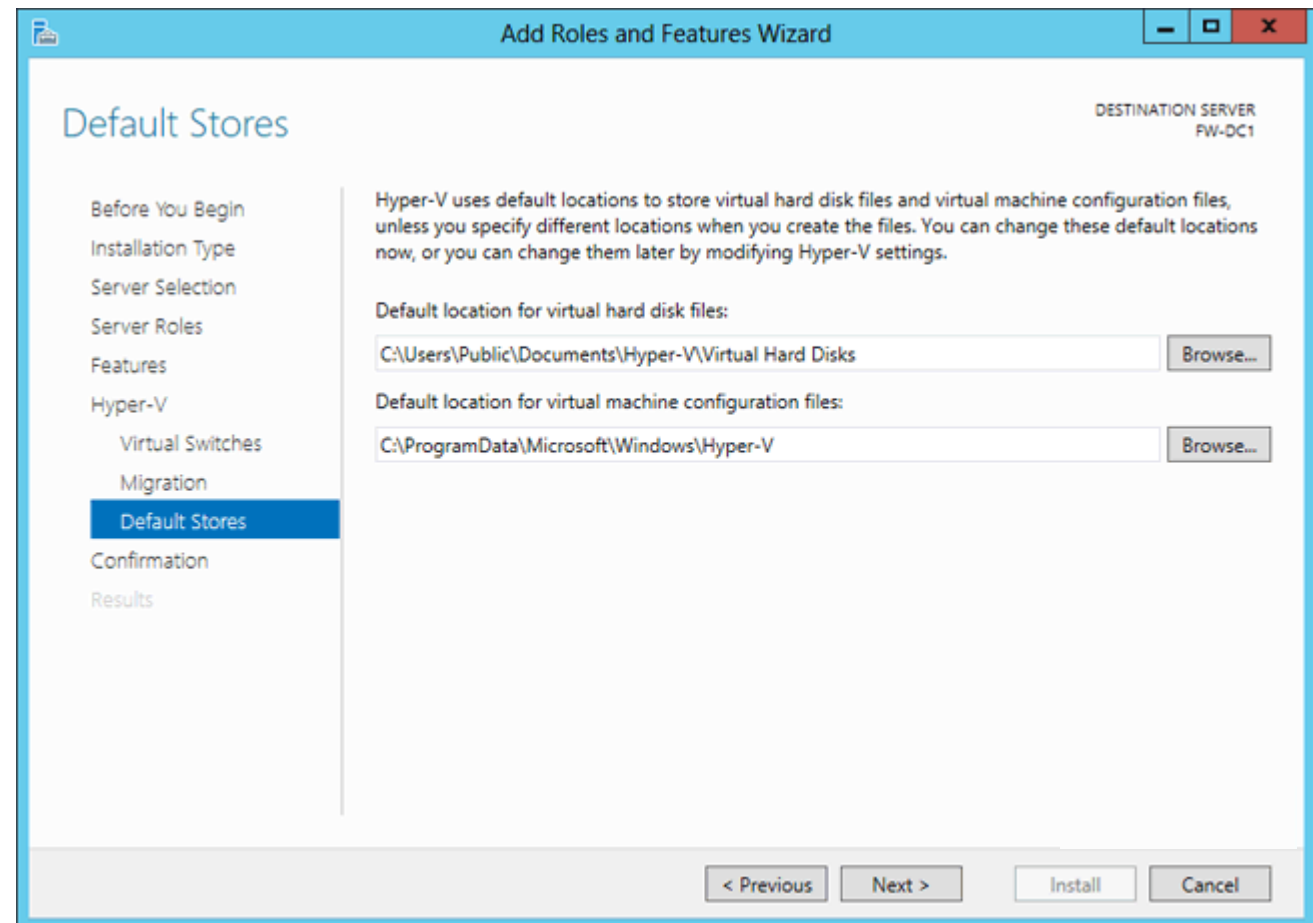 Add Roles and Features Wizard
Default Stores
DESTINATION SERVER
FW-DC1
Before You Begin
Installation Type
Server Selection
Server Roles
Features
Hyper-V
Virtual Switches
Migration
Default Stores
Confirmation
Results
Hyper-V uses default locations to store virtual hard disk files and virtual machine configuration files,
unless you specify different locations when you create the files. You can change these default locations
now, or you can change them later by modifying Hyper-V settings.
Default location for virtual hard disk files:
C:\Users\Public\Documents\Hyper-V\Virtual Hard Disks
Browse...
Default location for virtual machine configuration files:
C:\ProgramData\Microsoft\Windows\Hyper-V
Browse...
< Previous
Next >
Install
Cancel